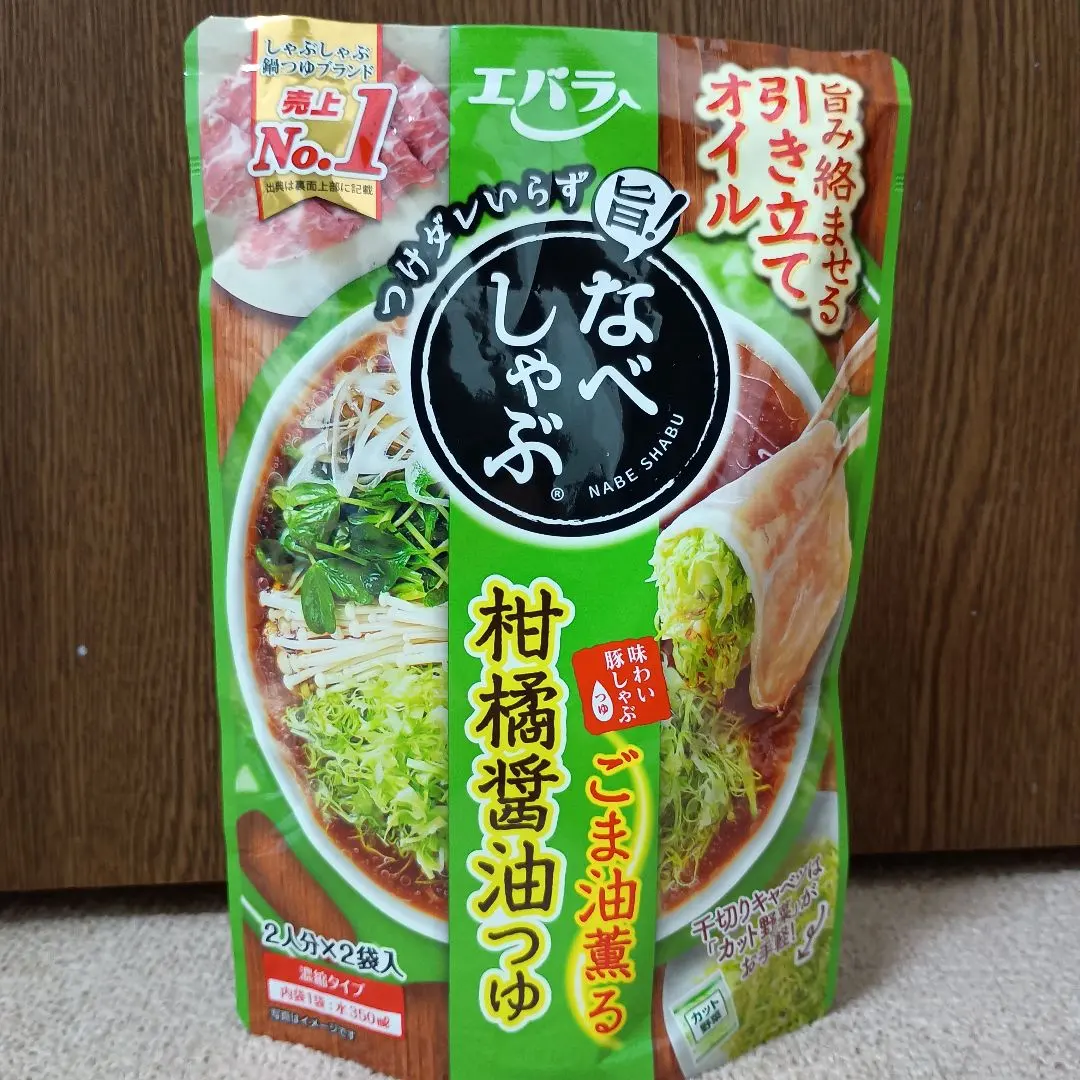 しゃぶしゃぶ
鍋つゆブランド
売上
No.1
出典は裏面上部に記載
エバラ
旨み絡ませる
引き立て
オイル
つけダレいらず
旨!
なべ
しゃぶ
®
NABE SHABU
柑橘醤油つゆ
味わい
豚しゃぶ
つゆ
ごま油薫る
2人分×2袋入
濃縮タイプ
内袋1袋:水350ml
写真はイメージです
千切りキャベツは
「カット野菜」が
お手軽!
カット
野菜